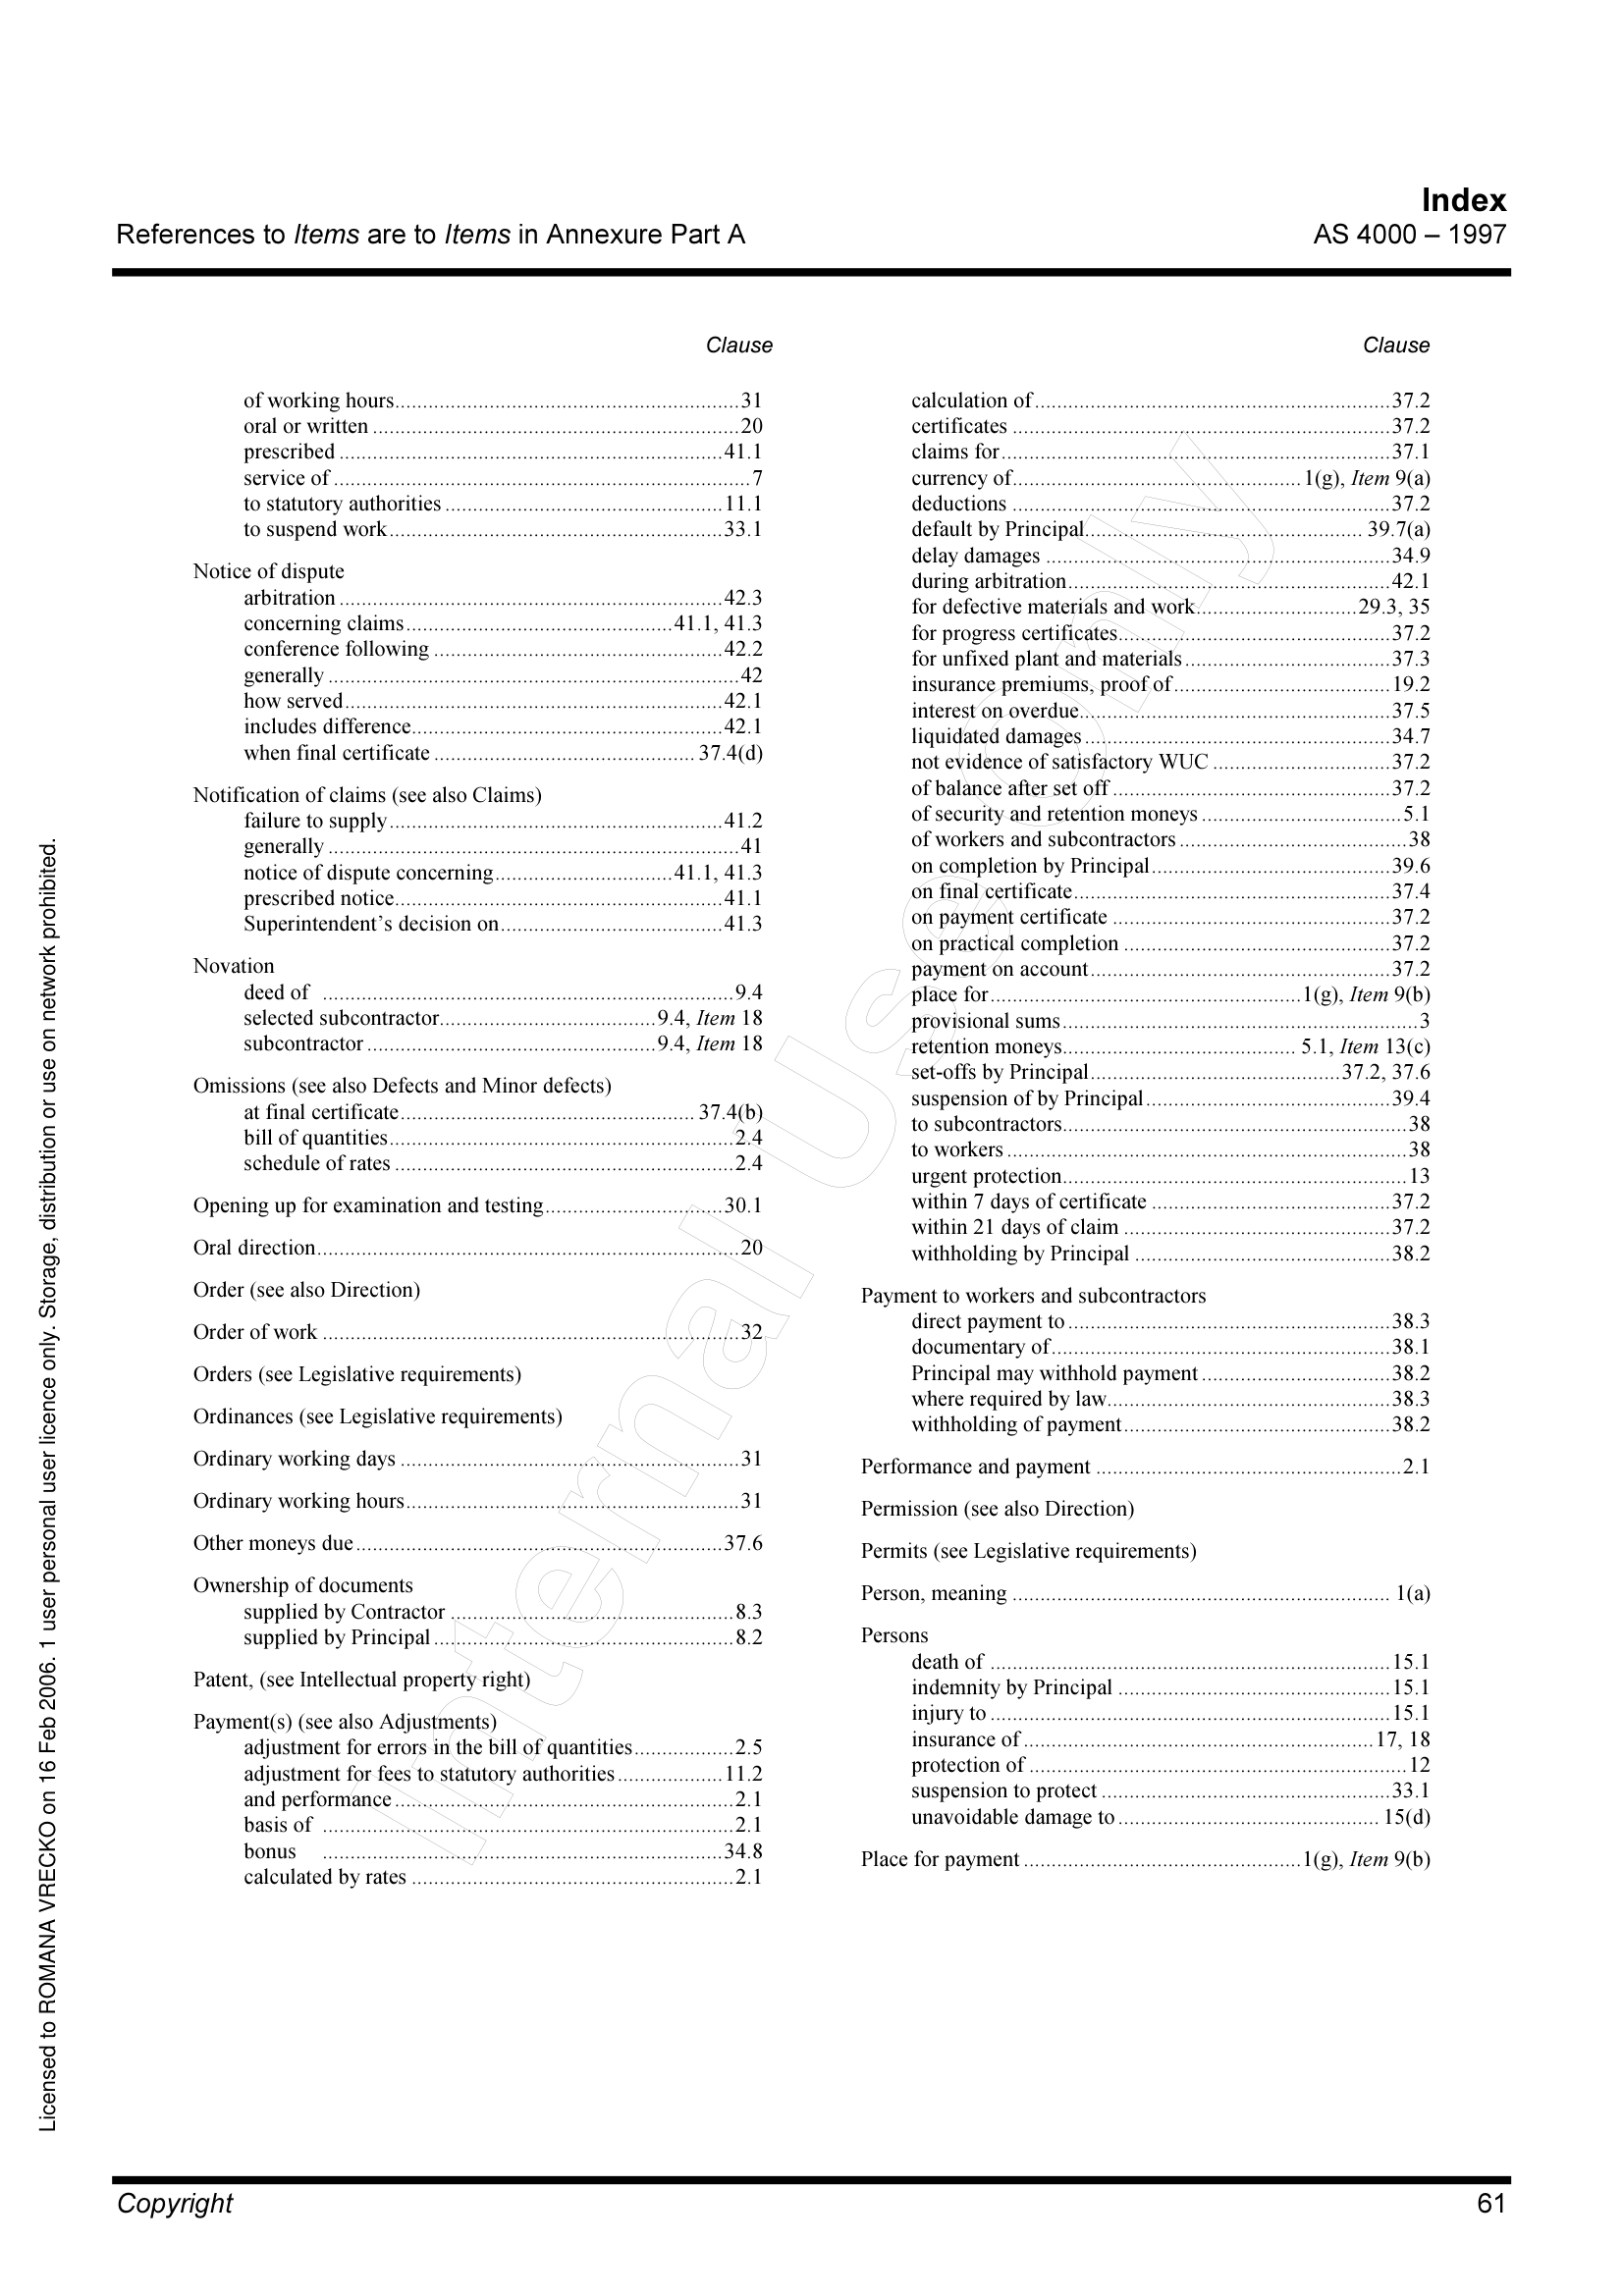 Index
References to Items are to Items in Annexure Part A
AS 4000 – 1997
Clause
of working hours...31
oral or written...20
prescribed...41.1
service of...7
to statutory authorities...11.1
to suspend work...33.1
Notice of dispute
arbitration...42.3
concerning claims...41.1, 41.3
conference following...42.2
generally...42
how served...42.1
includes difference...42.1
when final certificate...37.4(d)
Notification of claims (see also Claims)
failure to supply...41.2
generally...41
notice of dispute concerning...41.1, 41.3
prescribed notice...41.1
Superintendent’s decision on...41.3
Novation
deed of...9.4
selected subcontractor...9.4, Item 18
subcontractor...9.4, Item 18
Omissions (see also Defects and Minor defects)
at final certificate...37.4(b)
bill of quantities...2.4
schedule of rates...2.4
Opening up for examination and testing...30.1
Oral direction...20
Order (see also Direction)
Order of work...32
Orders (see Legislative requirements)
Ordinances (see Legislative requirements)
Ordinary working days...31
Ordinary working hours...31
Other moneys due...37.6
Ownership of documents
supplied by Contractor...8.3
supplied by Principal...8.2
Patent, (see Intellectual property right)
Payment(s) (see also Adjustments)
adjustment for errors in the bill of quantities...2.5
adjustment for fees to statutory authorities...11.2
and performance...2.1
basis of...2.1
bonus...34.8
calculated by rates...2.1
Clause
calculation of...37.2
certificates...37.2
claims for...37.1
currency of...1(g), Item 9(a)
deductions...37.2
default by Principal...39.7(a)
delay damages...34.9
during arbitration...42.1
for defective materials and work...29.3, 35
for progress certificates...37.2
for unfixed plant and materials...37.3
insurance premiums, proof of...19.2
interest on overdue...37.5
liquidated damages...34.7
not evidence of satisfactory WUC...37.2
of balance after set off...37.2
of security and retention moneys...5.1
of workers and subcontractors...38
on completion by Principal...39.6
on final certificate...37.4
on payment certificate...37.2
on practical completion...37.2
payment on account...37.2
place for...1(g), Item 9(b)
provisional sums...3
retention moneys...5.1, Item 13(c)
set-offs by Principal...37.2, 37.6
suspension of by Principal...39.4
to subcontractors...38
to workers...38
urgent protection...13
within 7 days of certificate...37.2
within 21 days of claim...37.2
withholding by Principal...38.2
Payment to workers and subcontractors
direct payment to...38.3
documentary of...38.1
Principal may withhold payment...38.2
where required by law...38.3
withholding of payment...38.2
Performance and payment...2.1
Permission (see also Direction)
Permits (see Legislative requirements)
Person, meaning...1(a)
Persons
death of...15.1
indemnity by Principal...15.1
injury to...15.1
insurance of...17, 18
protection of...12
suspension to protect...33.1
unavoidable damage to...15(d)
Place for payment...1(g), Item 9(b)
Internal Use Only
Licensed to ROMANA VRECKO on 16 Feb 2006. 1 user personal user licence only. Storage, distribution or use on network prohibited.
Copyright
61